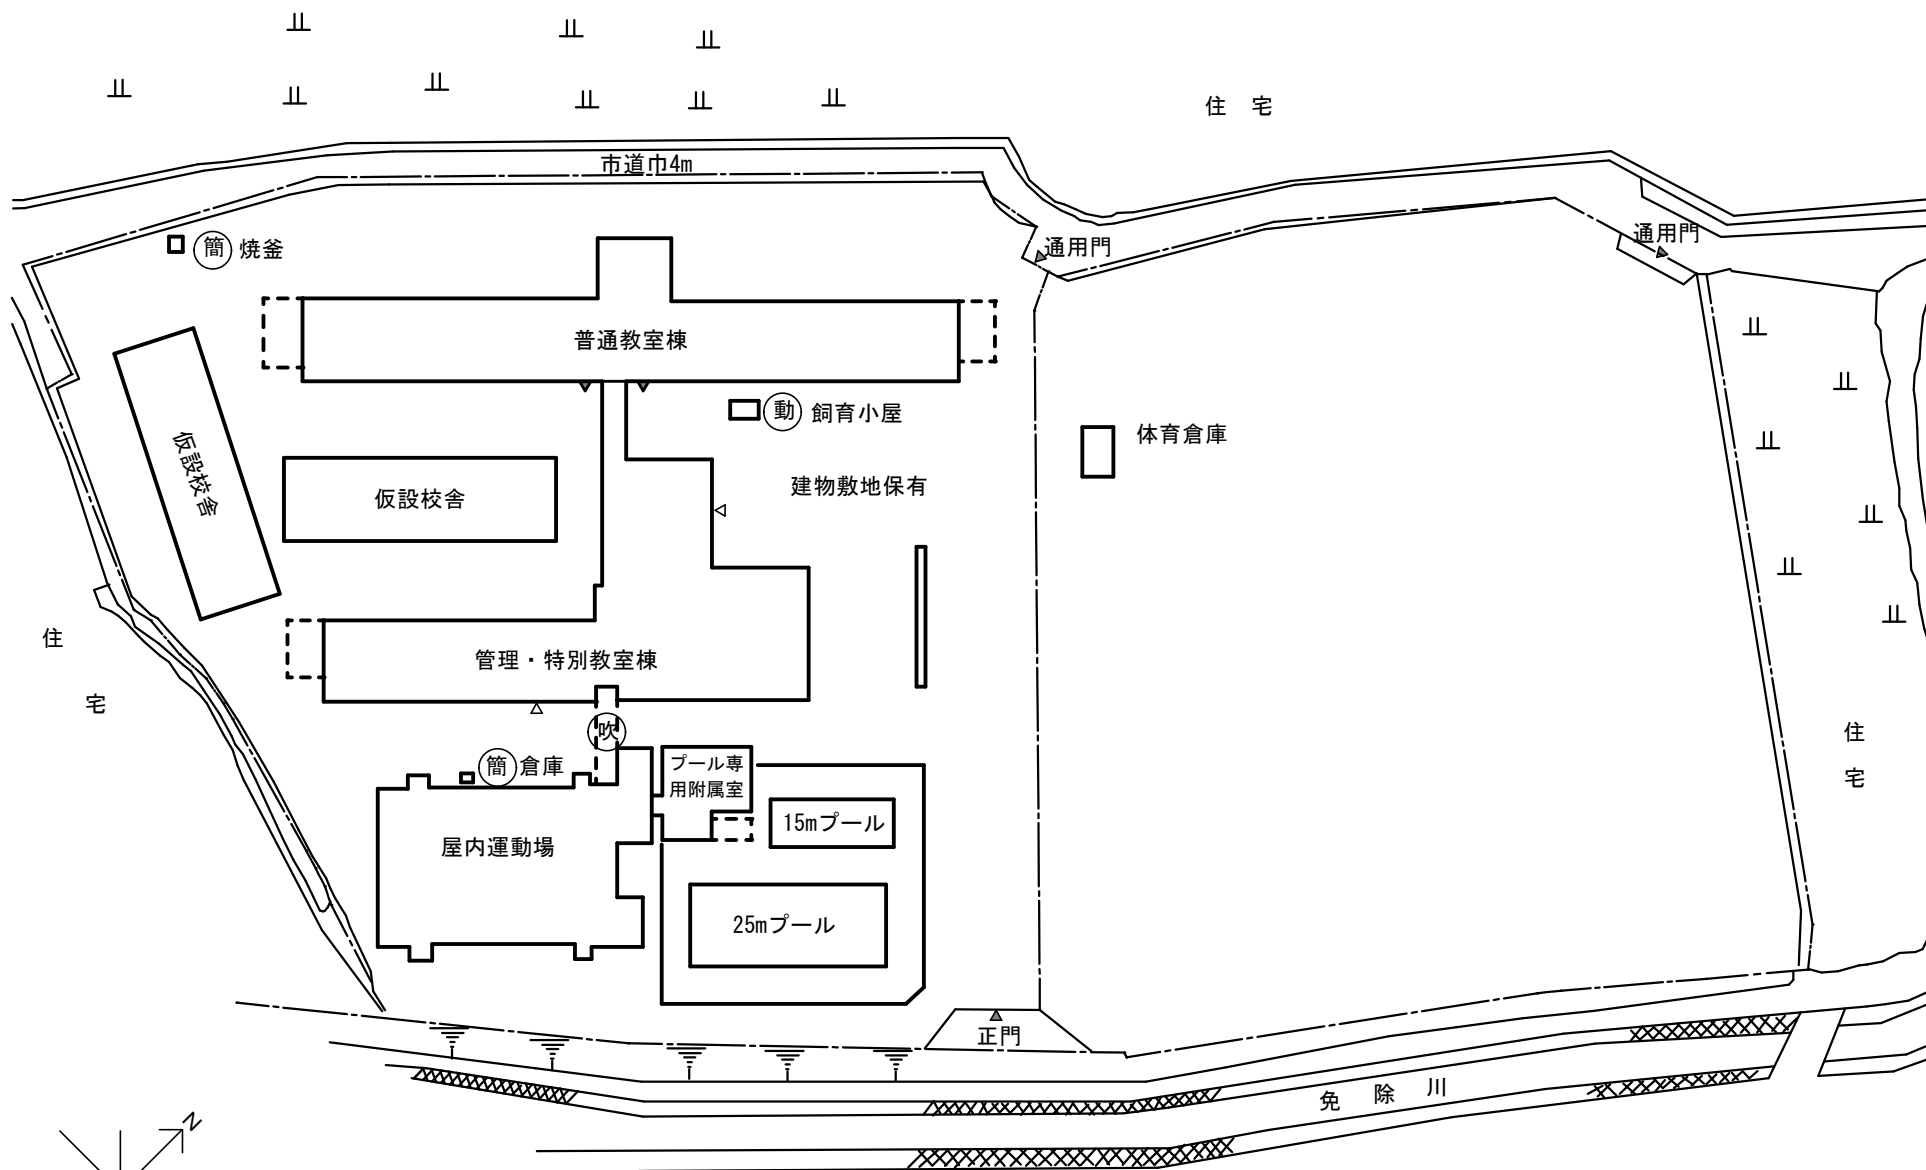 住 宅
市道巾4m
通用門
通用門
簡 焼釜
普通教室棟
動 飼育小屋
体育倉庫
仮設校舎
仮設校舎
建物敷地保有
住
宅
管理・特別教室棟
吹
簡 倉庫
プール専
用附属室
15mプール
屋内運動場
25mプール
住
宅
正門
免 除 川
N